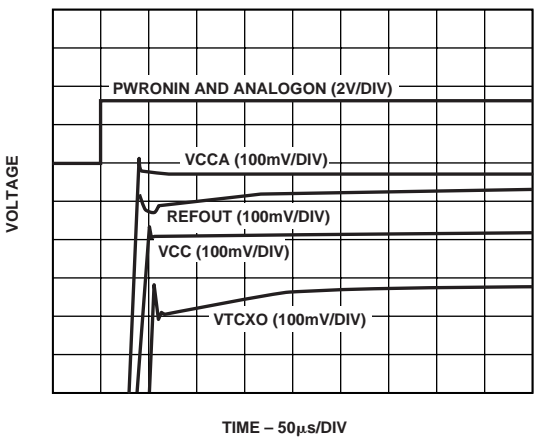 PWRONIN AND ANALOGON (2V/DIV)
VCCA (100mV/DIV)
REFOUT (100mV/DIV)
VCC (100mV/DIV)
VTCXO (100mV/DIV)
VOLTAGE
TIME – 50μs/DIV